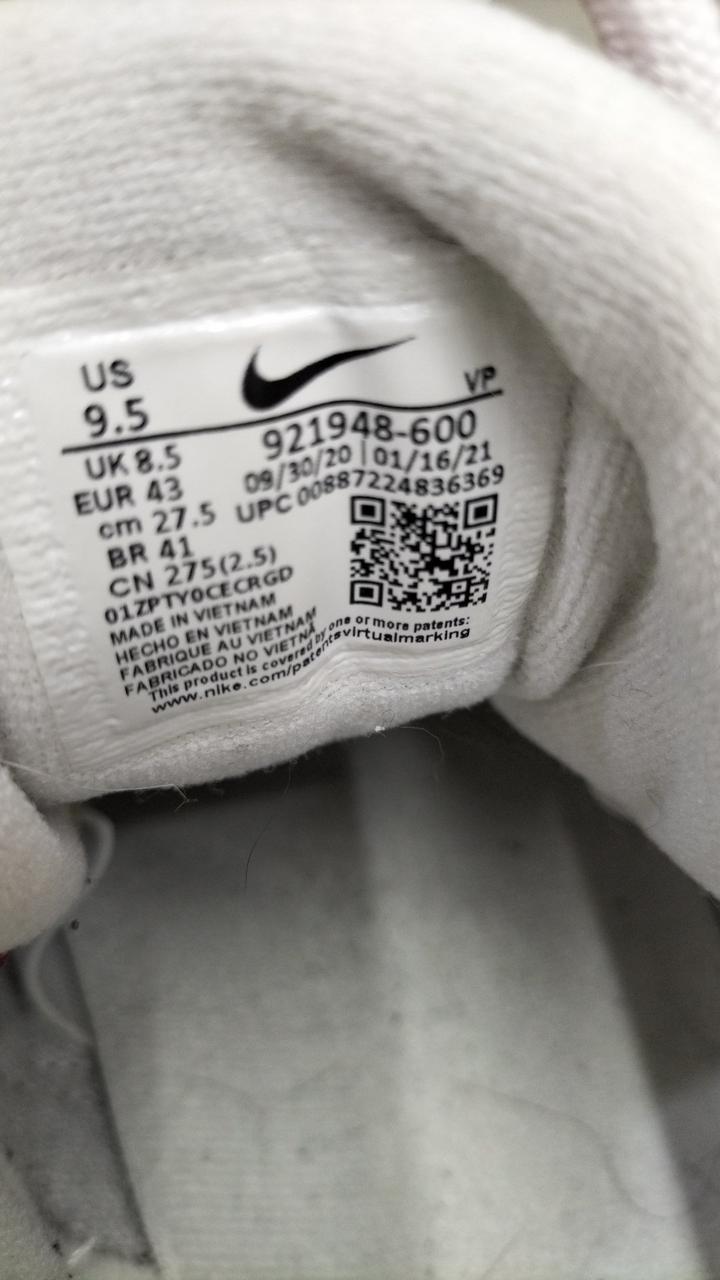 US
9.5
VP
UK 8.5
EUR 43
cm 27.5
BR 41
CN 275(2.5)
921948-600
09/30/20 | 01/16/21
UPC 00887224836369
01ZPTY0CECRGD
MADE IN VIETNAM
HECHO EN VIETNAM
FABRIQUE AU VIETNAM
FABRICADO NO VIETNÃ
This product is covered by one or more patents:
www.nike.com/patentsvirtualmarking